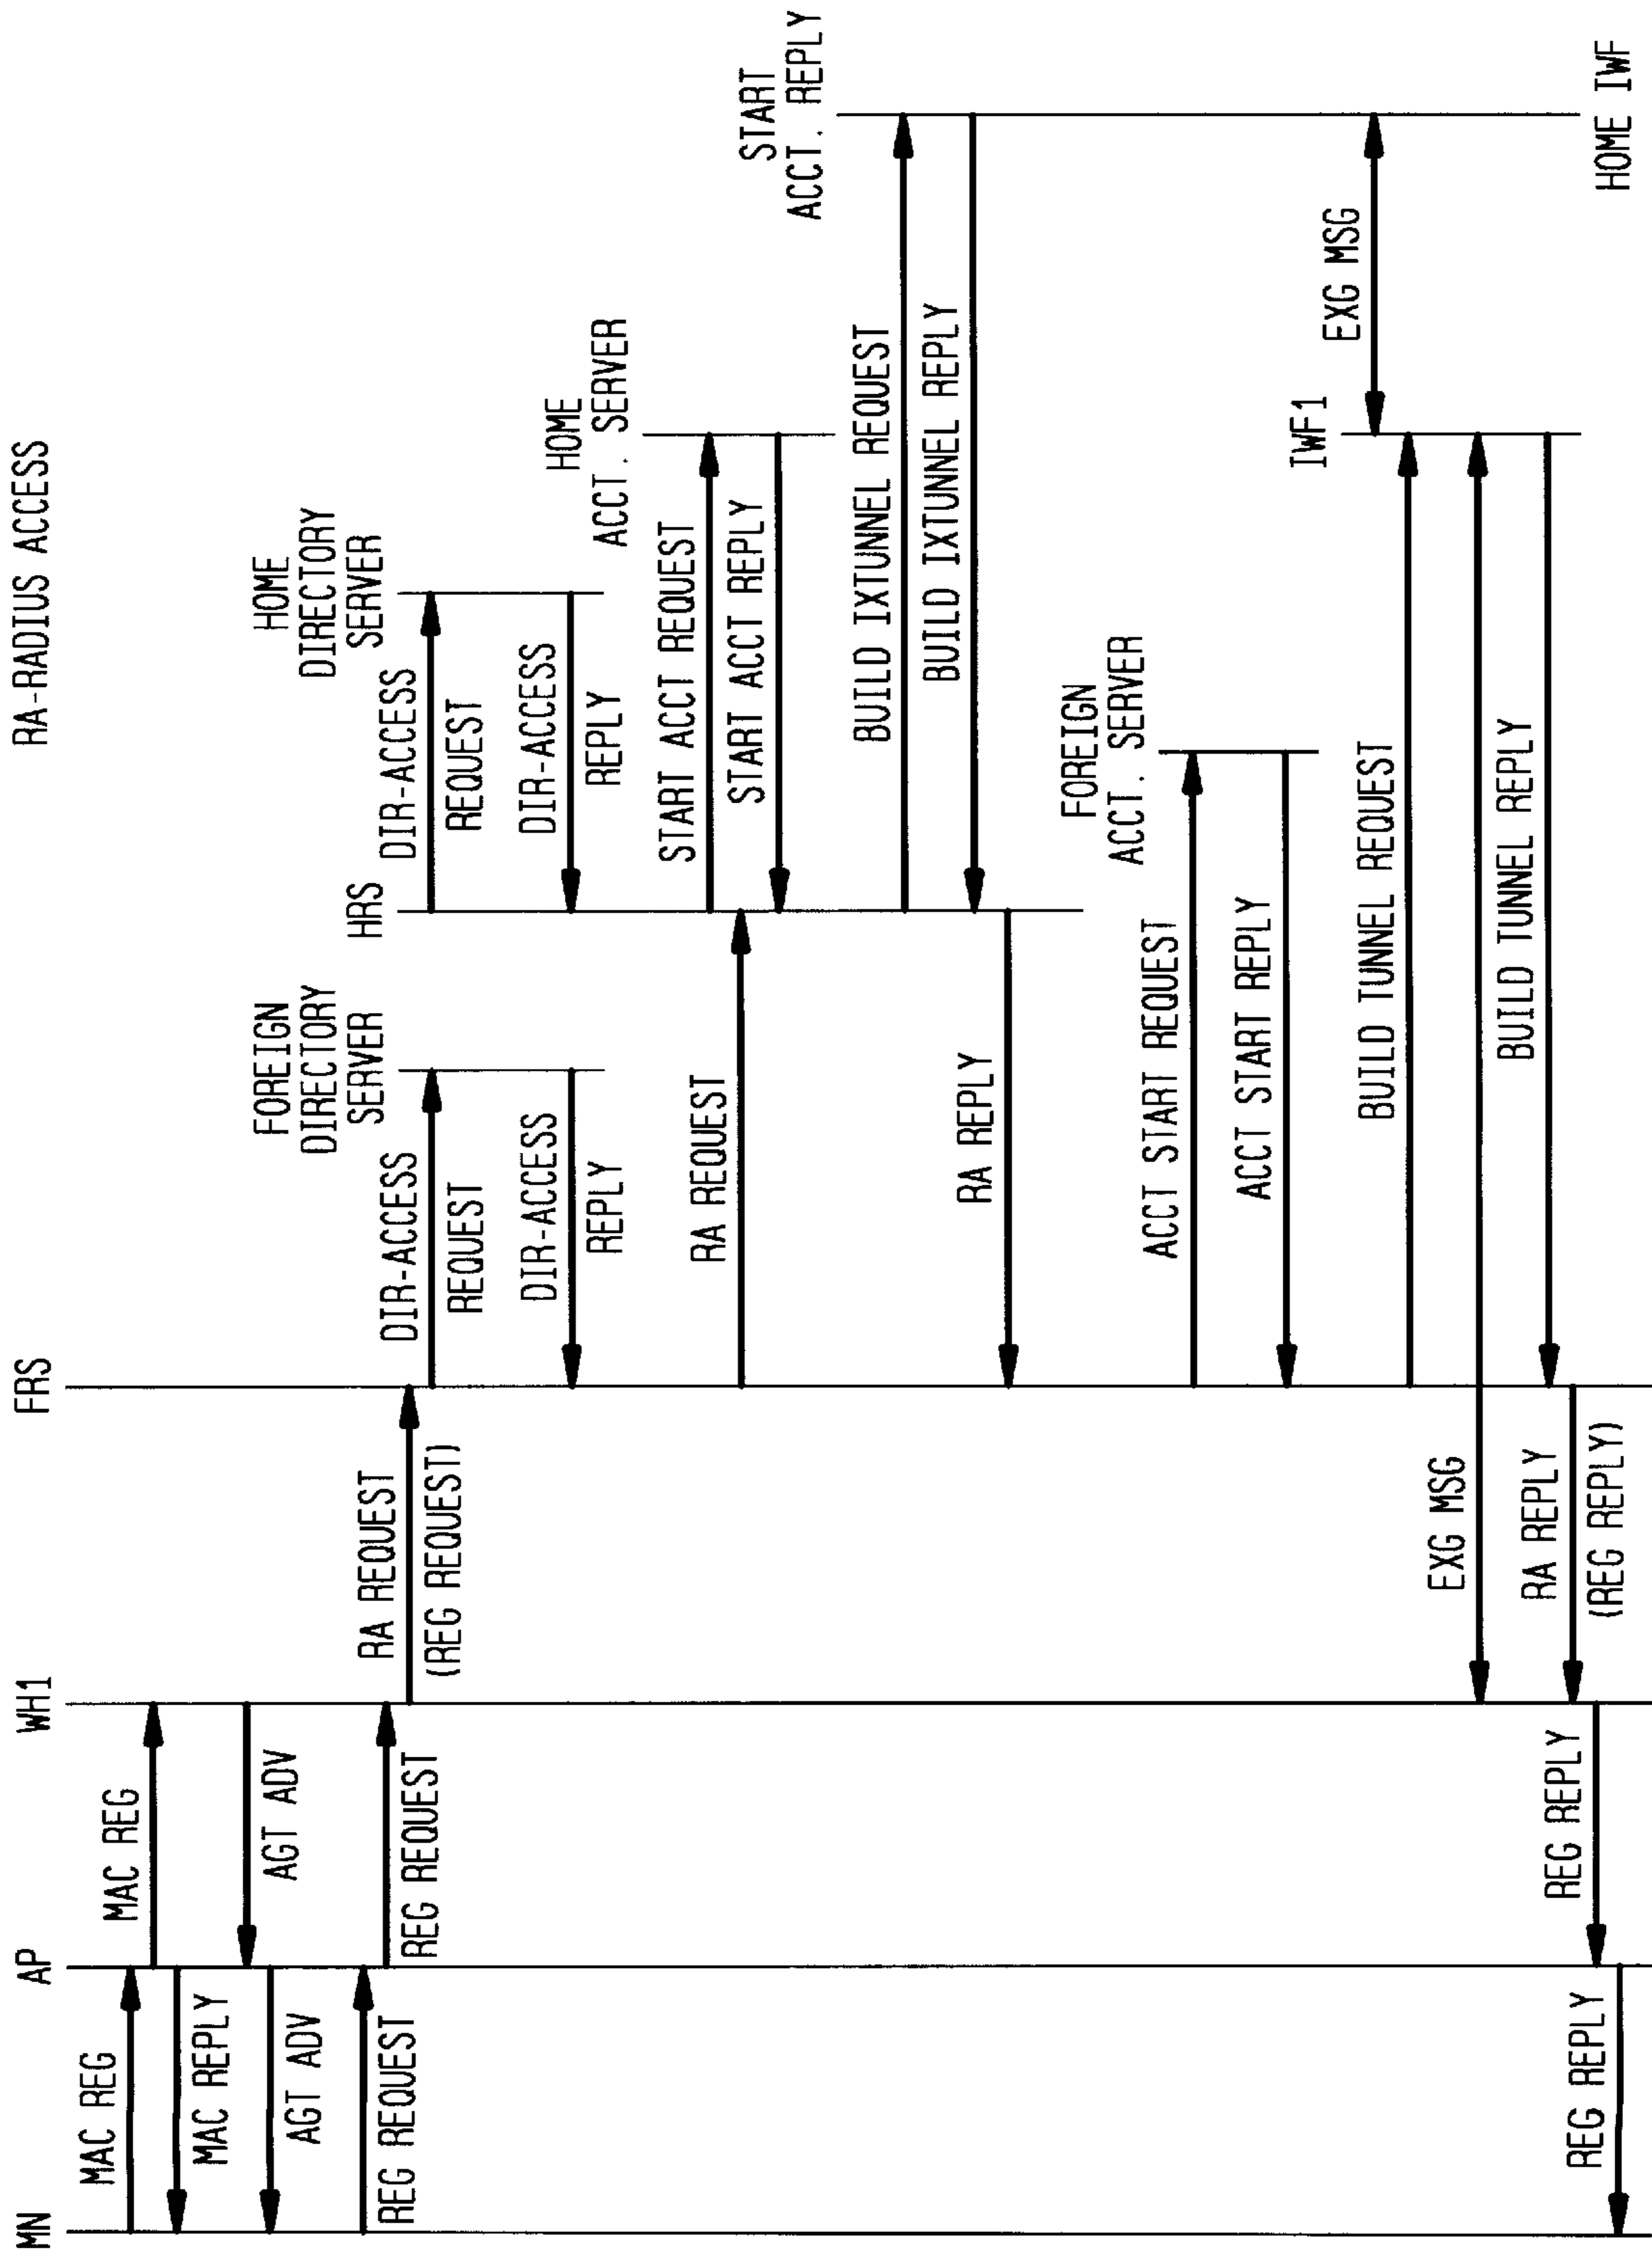 RA-RADIUS ACCESS
MN
AP
WH1
FRS
MAC REG
MAC REG
MAC REPLY
AGT ADV
AGT ADV
REG REQUEST
REG REQUEST
RA REQUEST
(REG REQUEST)
FOREIGN
DIRECTORY
SERVER
HRS
HOME
DIRECTORY
SERVER
DIR-ACCESS
REQUEST
DIR-ACCESS
REPLY
DIR-ACCESS
REQUEST
DIR-ACCESS
REPLY
HOME
ACCT. SERVER
RA REQUEST
START ACCT REQUEST
START ACCT REPLY
START
ACCT. REPLY
BUILD IXTUNNEL REQUEST
BUILD IXTUNNEL REPLY
RA REPLY
FOREIGN
ACCT. SERVER
ACCT START REQUEST
ACCT START REPLY
IWF1
EXG MSG
BUILD TUNNEL REQUEST
EXG MSG
BUILD TUNNEL REPLY
RA REPLY
(REG REPLY)
REG REPLY
REG REPLY
HOME IWF